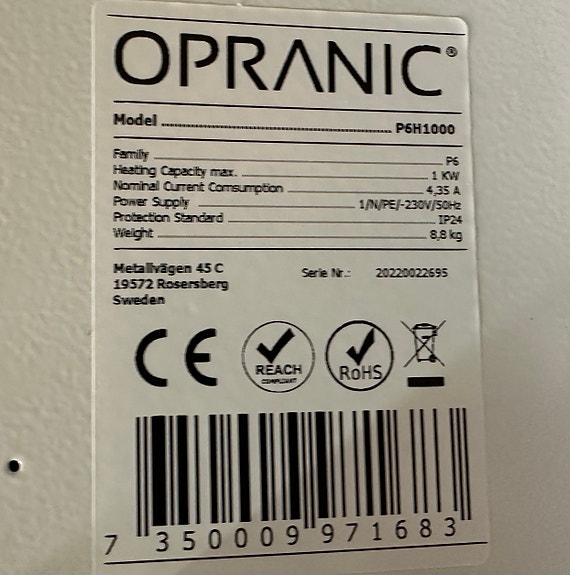 OPRANIC®
Model ........ P6H1000
Family P6
Heating Capacity max. 1 KW
Nominal Current Comsumption 4,35 A
Power Supply 1/N/PE/~230V/50Hz
Protection Standard IP24
Weight 8,8 kg
Metallvägen 45 C
19572 Rosersberg
Sweden
Serie Nr.: 20220022695
CE
REACH
COMPLIANT
RoHS
7 350009 971683